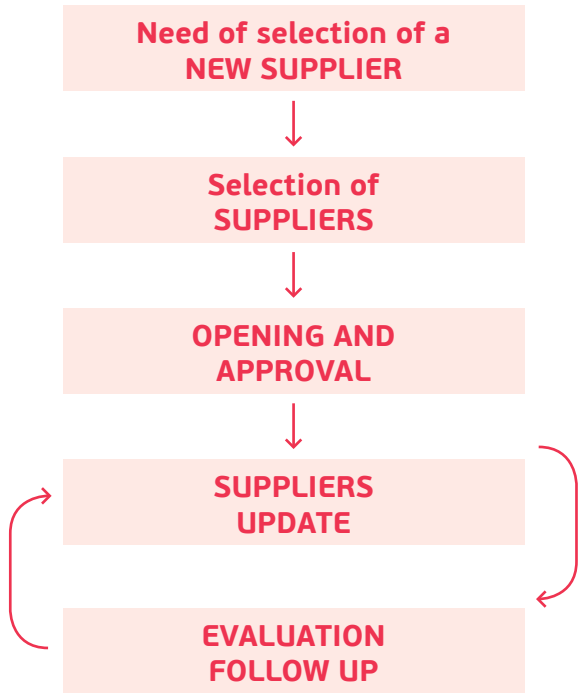 Need of selection of a
NEW SUPPLIER
Selection of
SUPPLIERS
OPENING AND
APPROVAL
SUPPLIERS
UPDATE
EVALUATION
FOLLOW UP